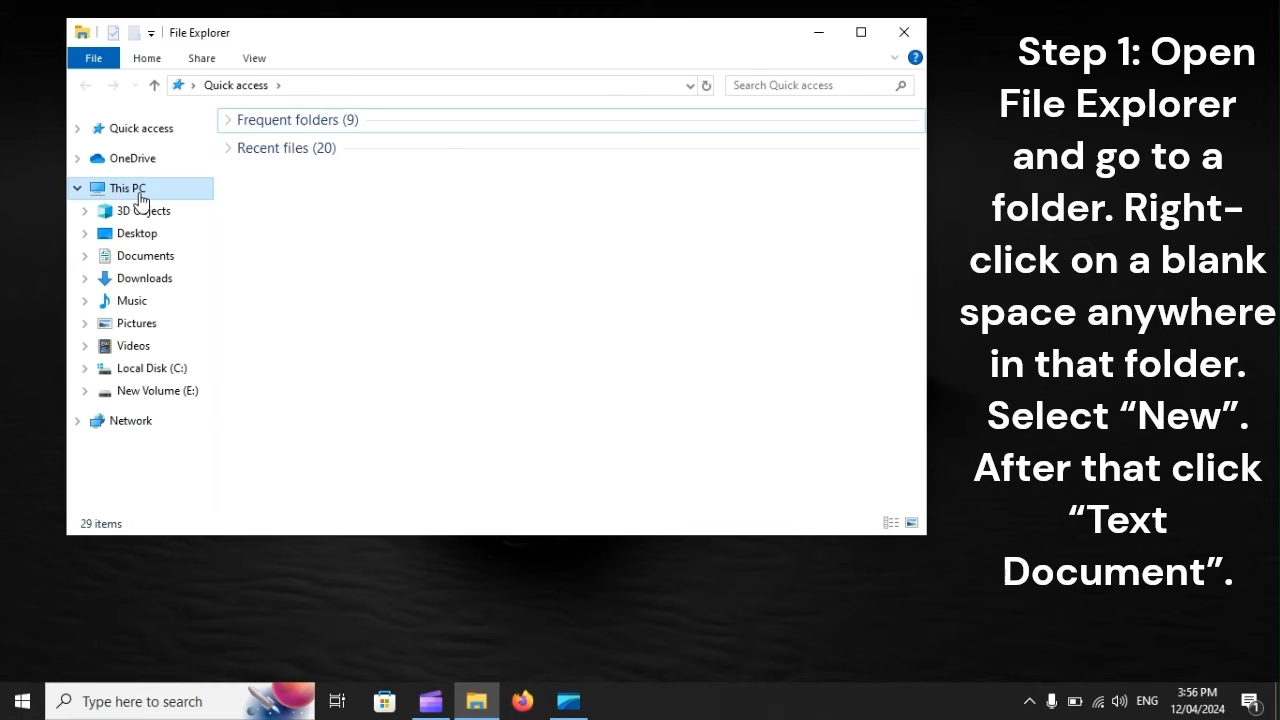 File Explorer
File
Home
Share
View
Quick access
Search Quick access
Quick access
OneDrive
This PC
3D Objects
Desktop
Documents
Downloads
Music
Pictures
Videos
Local Disk (C:)
New Volume (E:)
Network
Frequent folders (9)
Recent files (20)
29 items
Step 1: Open
File Explorer
and go to a
folder. Right-
click on a blank
space anywhere
in that folder.
Select “New”.
After that click
“Text
Document”.
Type here to search
ENG
3:56 PM
12/04/2024
1